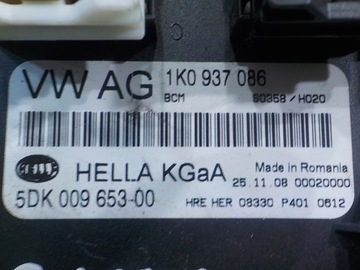 VW AG 1K0 937 086
BCM S0358 / H020
HELLA HELLA KGaA Made in Romania
25.11.08 00020000
5DK 009 653-00 HRE HER 08330 P401 0612